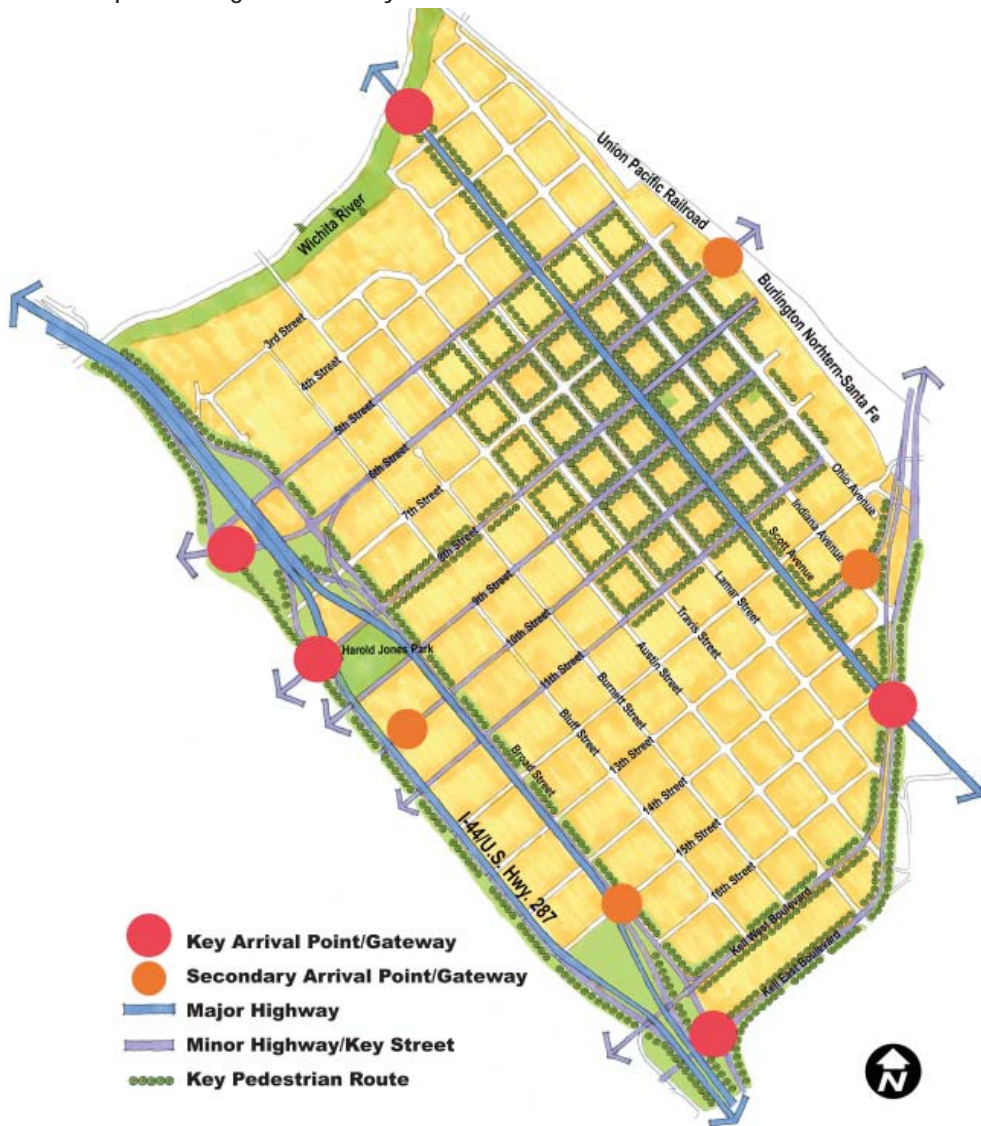 Union Pacific Railroad
Wichita River
Burlington Norhtern-Santa Fe
3rd Street
4th Street
5th Street
6th Street
7th Street
8th Street
9th Street
10th Street
11th Street
Ohio Avenue
Indiana Avenue
Scott Avenue
Lamar Street
Travis Street
Austin Street
Burnett Street
Bluff Street
Broad Street
13th Street
14th Street
15th Street
16th Street
Harold Jones Park
I-44/U.S. Hwy. 287
Kell West Boulevard
Kell East Boulevard
Key Arrival Point/Gateway
Secondary Arrival Point/Gateway
Major Highway
Minor Highway/Key Street
Key Pedestrian Route
N